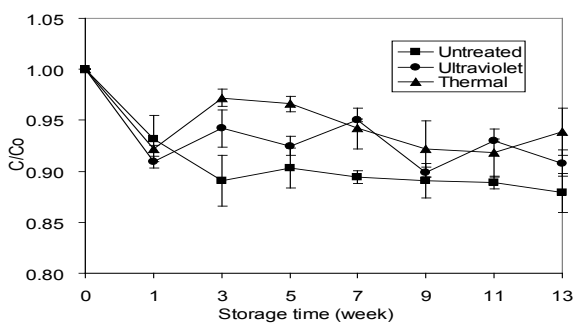 1.05
1.00
0.95
0.90
0.85
0.80
C/Co
Untreated
Ultraviolet
Thermal
0 1 3 5 7 9 11 13
Storage time (week)